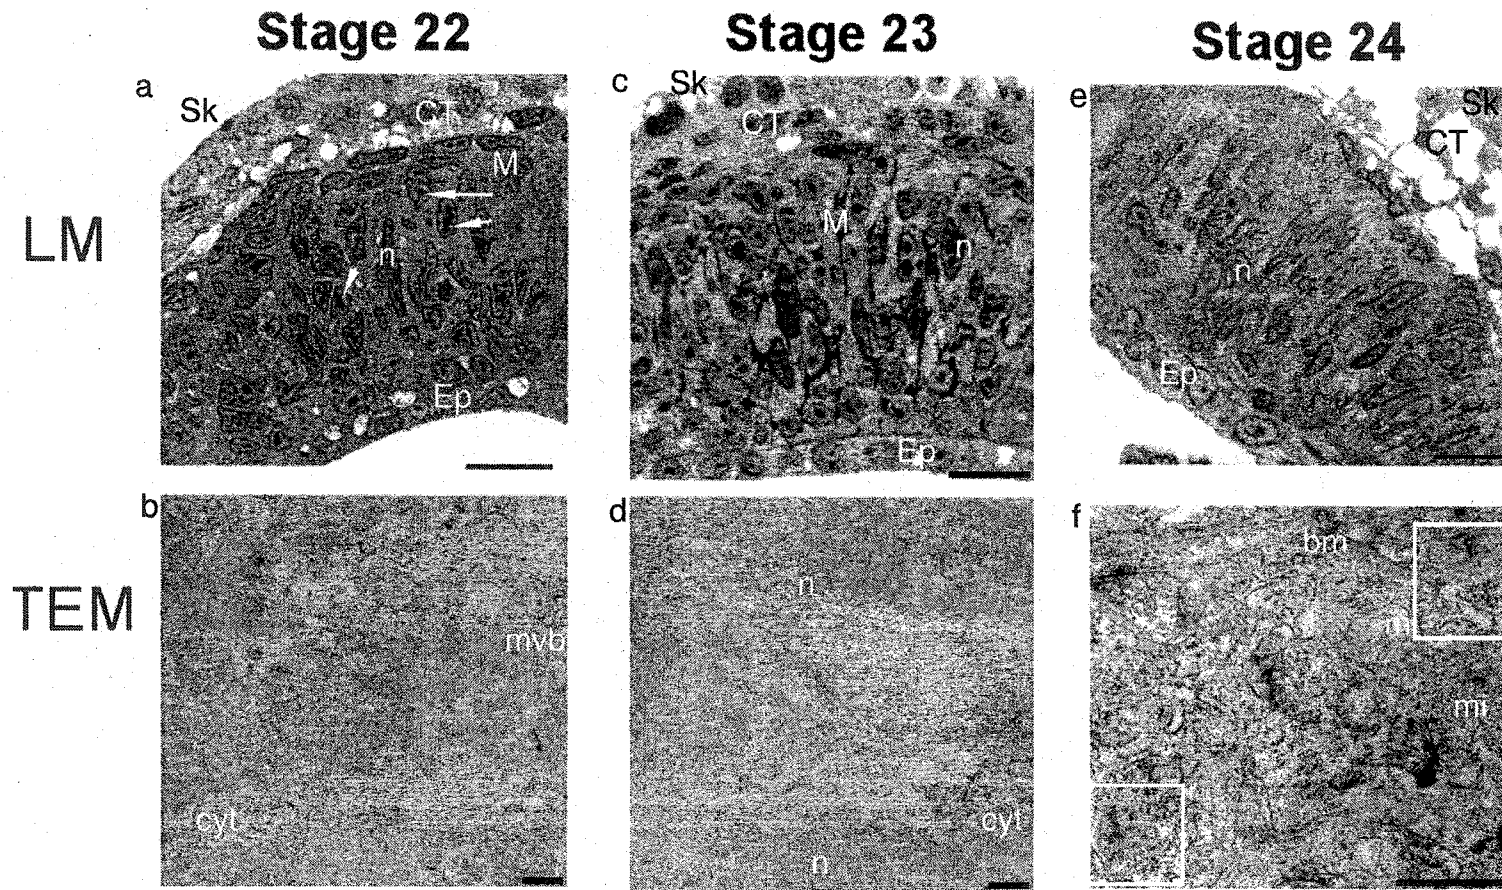 Stage 22 Stage 23 Stage 24
a Sk CT M n Ep
c Sk CT M n Ep
e Sk CT n Ep
LM
b mvb cyt
d n cyt n
f bm mi
TEM